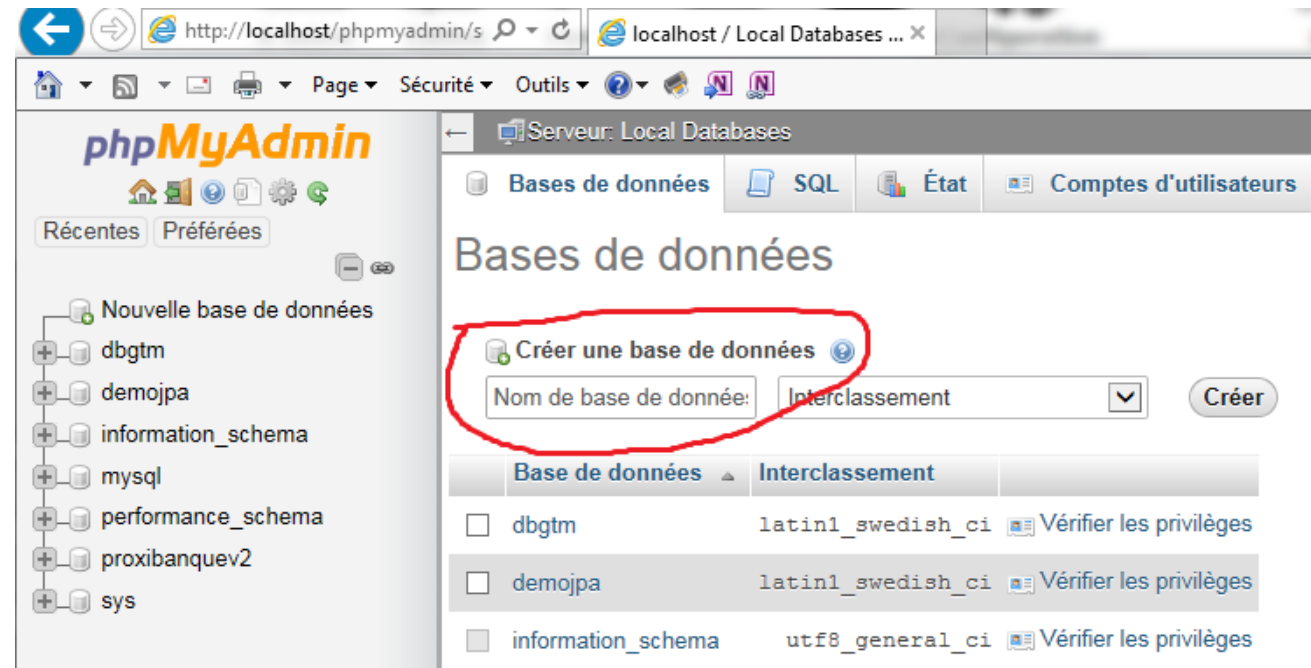 http://localhost/phpmyadmin/s
localhost / Local Databases ...
Page Sécurité Outils
phpMyAdmin
Récentes Préférées
Nouvelle base de données
dbgtm
demojpa
information_schema
mysql
performance_schema
proxibanquev2
sys
Serveur: Local Databases
Bases de données SQL État Comptes d'utilisateurs
Bases de données
Créer une base de données
Nom de base de donnée: Interclassement Créer
Base de données Interclassement
dbgtm latin1_swedish_ci Vérifier les privilèges
demojpa latin1_swedish_ci Vérifier les privilèges
information_schema utf8_general_ci Vérifier les privilèges